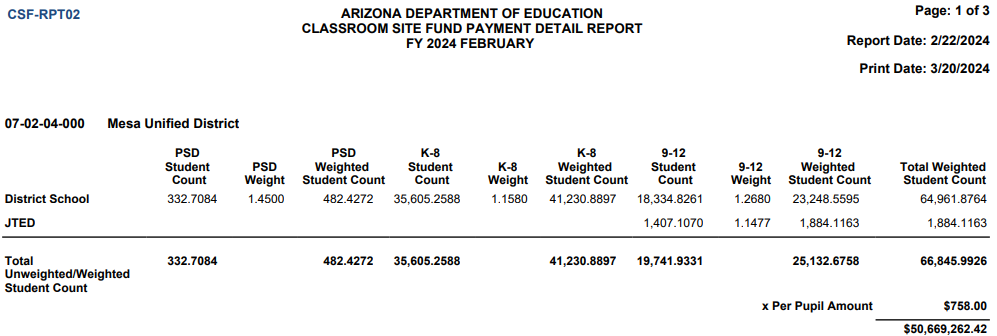 CSF-RPT02
ARIZONA DEPARTMENT OF EDUCATION
CLASSROOM SITE FUND PAYMENT DETAIL REPORT
FY 2024 FEBRUARY
Page: 1 of 3
Report Date: 2/22/2024
Print Date: 3/20/2024
07-02-04-000 Mesa Unified District
PSD Student Count PSD Weight PSD Weighted Student Count K-8 Student Count K-8 Weight K-8 Weighted Student Count 9-12 Student Count 9-12 Weight 9-12 Weighted Student Count Total Weighted Student Count
District School 332.7084 1.4500 482.4272 35,605.2588 1.1580 41,230.8897 18,334.8261 1.2680 23,248.5595 64,961.8764
JTED 1,407.1070 1.1477 1,884.1163 1,884.1163
Total Unweighted/Weighted Student Count 332.7084 482.4272 35,605.2588 41,230.8897 19,741.9331 25,132.6758 66,845.9926
x Per Pupil Amount $758.00
$50,669,262.42